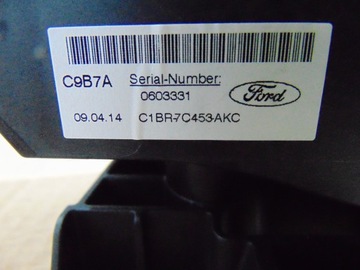 C9B7A Serial-Number:
0603331
Ford
09.04.14 C1BR-7C453-AKC